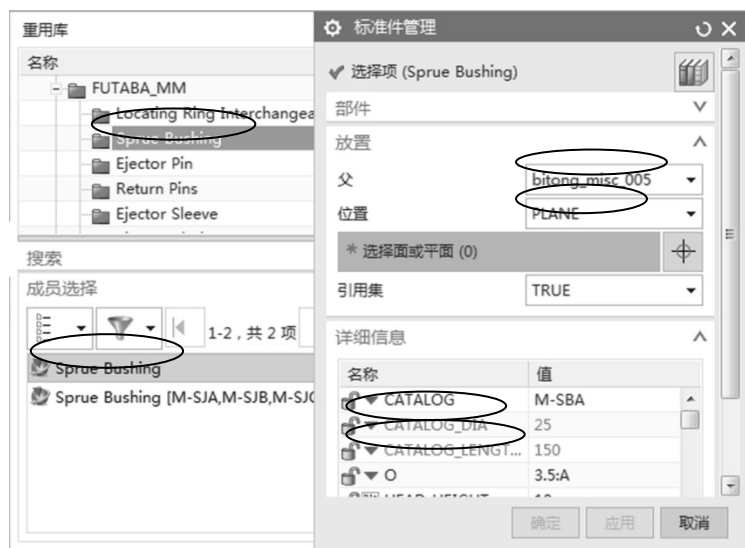 重用库
名称
FUTABA_MM
Locating Ring Interchangea
Sprue Bushing
Ejector Pin
Return Pins
Ejector Sleeve
搜索
成员选择
1-2 , 共 2 项
Sprue Bushing
Sprue Bushing [M-SJA,M-SJB,M-SJC
标准件管理
选择项 (Sprue Bushing)
部件
放置
父
bitong_misc_005
位置
PLANE
* 选择面或平面 (0)
引用集
TRUE
详细信息
名称 值
CATALOG M-SBA
CATALOG_DIA 25
CATALOG_LENGT... 150
O 3.5:A
HEAD_HEIGHT 10
确定 应用 取消